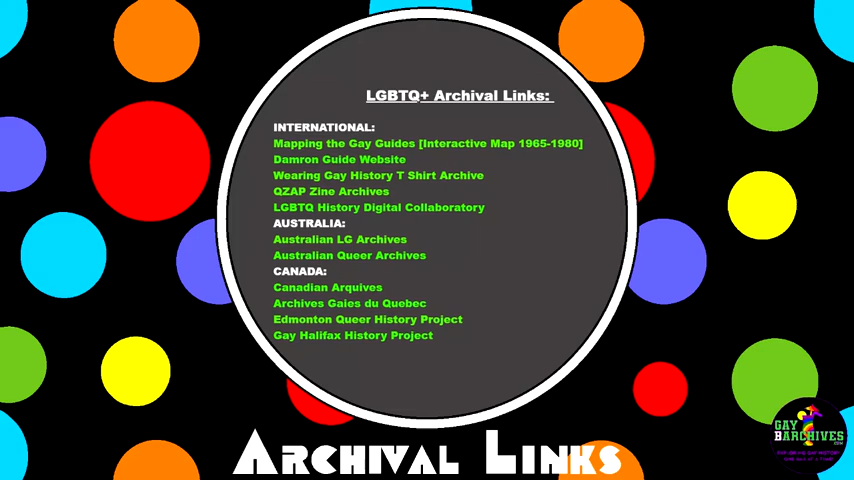 LGBTQ+ Archival Links:
INTERNATIONAL:
Mapping the Gay Guides [Interactive Map 1965-1980]
Damron Guide Website
Wearing Gay History T Shirt Archive
QZAP Zine Archives
LGBTQ History Digital Collaboratory
AUSTRALIA:
Australian LG Archives
Australian Queer Archives
CANADA:
Canadian Arquives
Archives Gaies du Quebec
Edmonton Queer History Project
Gay Halifax History Project
ARCHIVAL LINKS
GAY
BARCHIVES
.COM